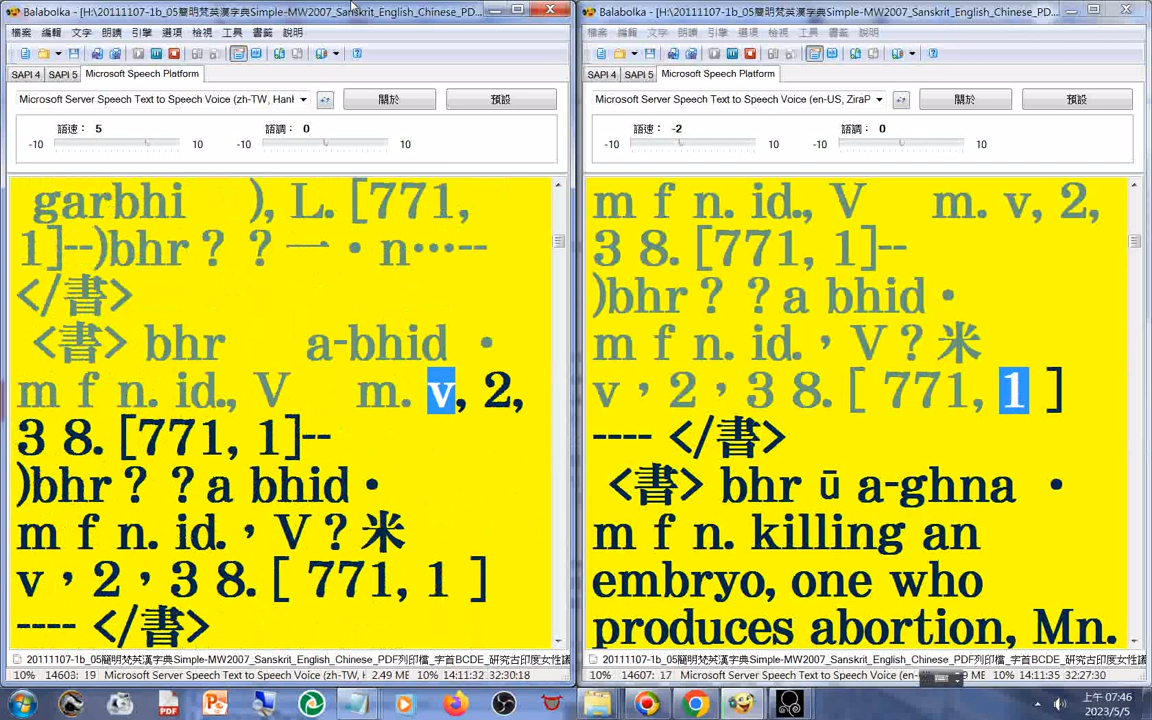 Balabolka - [H:\20111107-1b_05簡明梵英漢字典Simple-MW2007_Sanskrit_English_Chinese_PD...
檔案 編輯 文字 朗讀 引擎 選項 檢視 工具 書籤 說明
SAPI 4 SAPI 5 Microsoft Speech Platform
Microsoft Server Speech Text to Speech Voice (zh-TW, HanI 關於 預設
語速： 5 語調： 0
-10 10 -10 10
garbhi ), L. [771,
1]--)bhr？？一‧n…--
</書>
<書> bhr a-bhid ‧
m f n. id., V m. v, 2,
3 8. [771, 1]--
)bhr？？a bhid‧
m f n. id.，V？米
v，2，3 8. [ 771, 1 ]
---- </書>
20111107-1b_05簡明梵英漢字典Simple-MW2007_Sanskrit_English_Chinese_PDF列印檔_字首BCDE_研究古印度女性議
10% 14603: 19 Microsoft Server Speech Text to Speech Voice (zh-TW, H 2.49 MB 10% 14:11:32 32:30:18
Balabolka - [H:\20111107-1b_05簡明梵英漢字典Simple-MW2007_Sanskrit_English_Chinese_PD...
檔案 編輯 文字 朗讀 引擎 選項 檢視 工具 書籤 說明
SAPI 4 SAPI 5 Microsoft Speech Platform
Microsoft Server Speech Text to Speech Voice (en-US, ZiraP 關於 預設
語速： -2 語調： 0
-10 10 -10 10
m f n. id., V m. v, 2,
3 8. [771, 1]--
)bhr？？a bhid‧
m f n. id.，V？米
v，2，3 8. [ 771, 1 ]
---- </書>
<書> bhr ū a-ghna ‧
m f n. killing an
embryo, one who
produces abortion, Mn.
20111107-1b_05簡明梵英漢字典Simple-MW2007_Sanskrit_English_Chinese_PDF列印檔_字首BCDE_研究古印度女性議
10% 14607: 17 Microsoft Server Speech Text to Speech Voice (en-US 10% 14:11:35 32:27:30
PDF
上午 07:46
2023/5/5